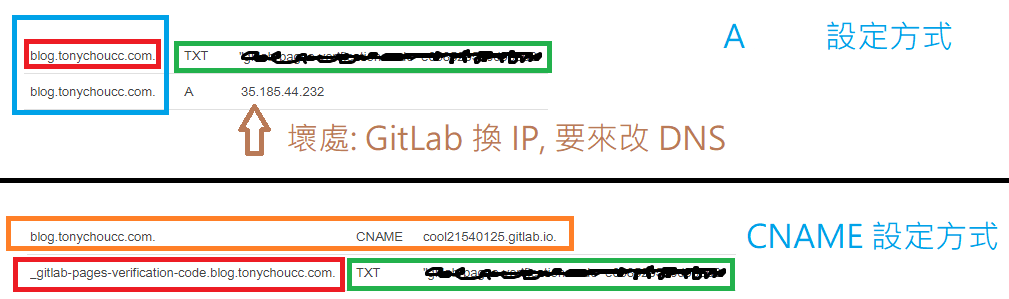 blog.tonychoucc.com. TXT A 設定方式
blog.tonychoucc.com. A 35.185.44.232
壞處: GitLab 換 IP, 要來改 DNS
blog.tonychoucc.com. CNAME cool21540125.gitlab.io. CNAME 設定方式
_gitlab-pages-verification-code.blog.tonychoucc.com. TXT